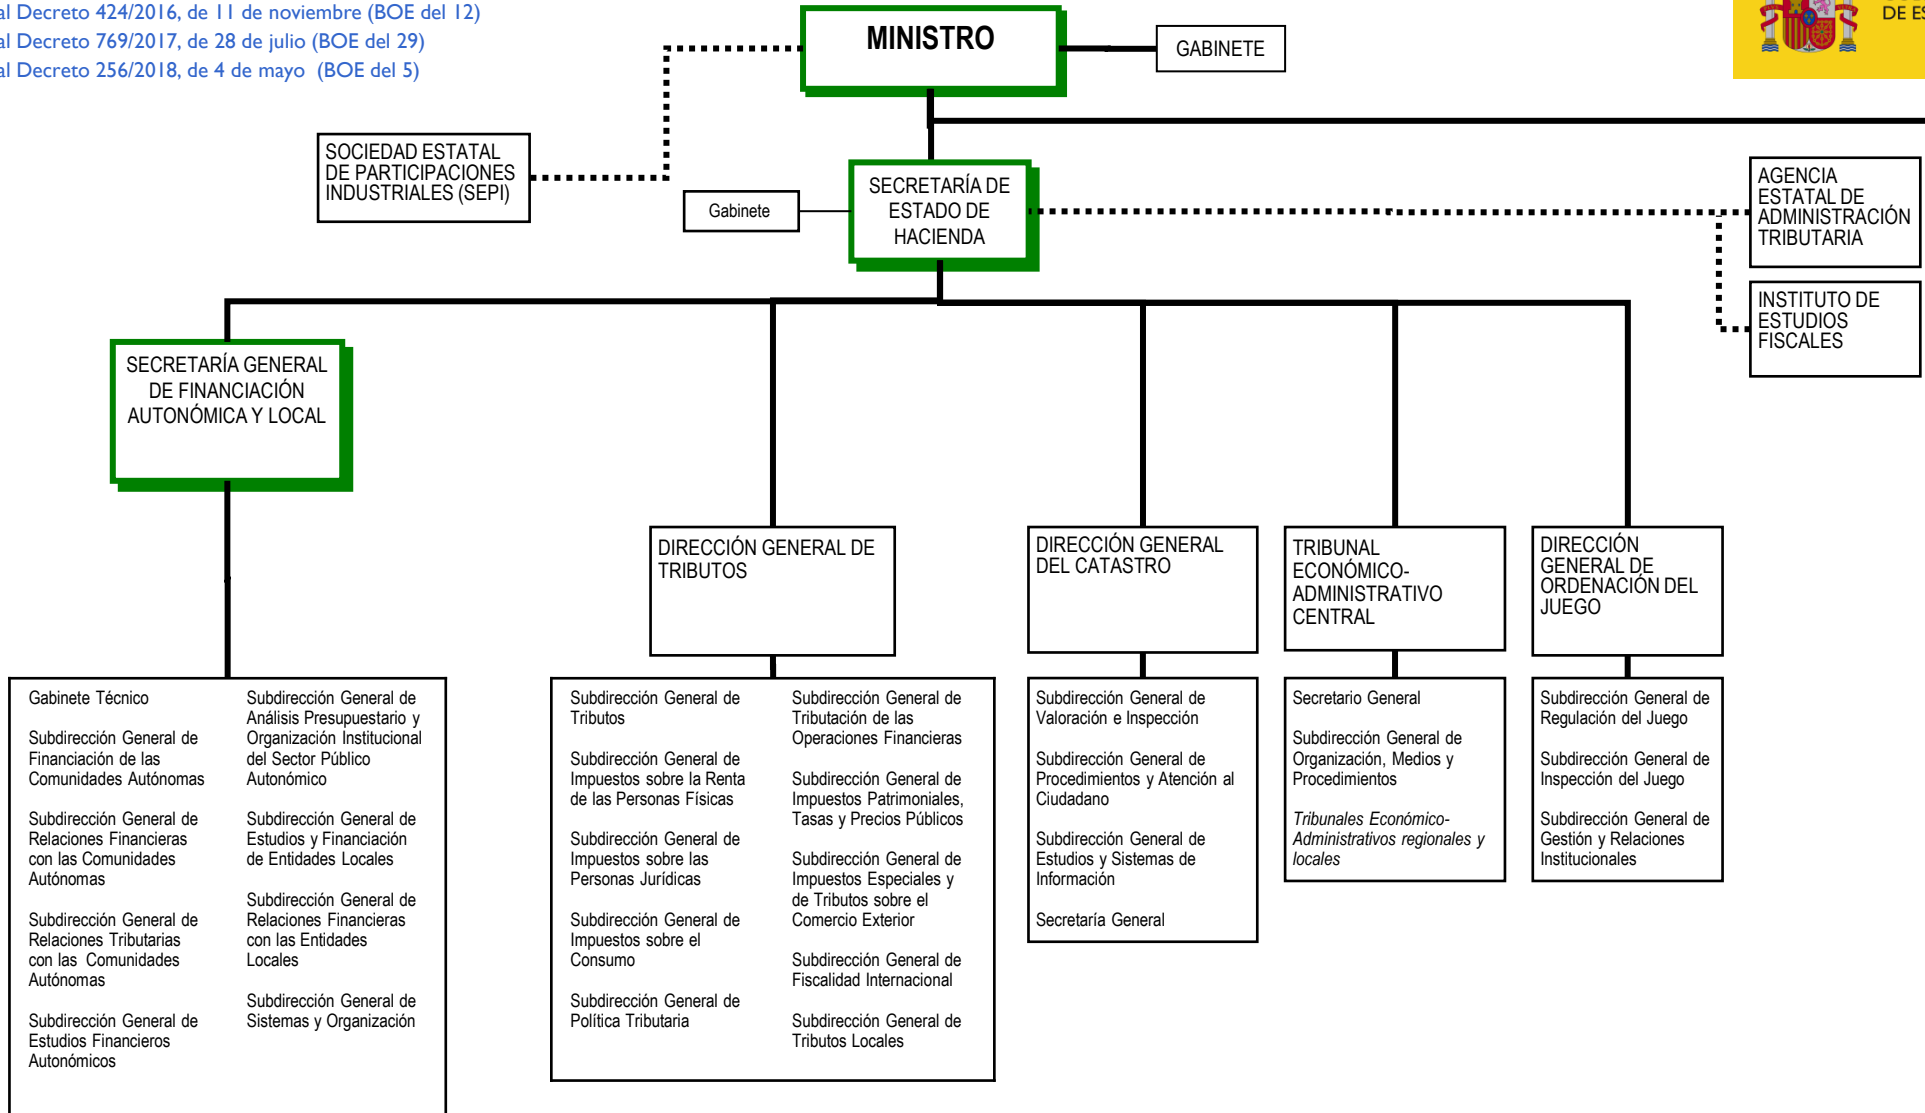 al Decreto 424/2016, de 11 de noviembre (BOE del 12)
al Decreto 769/2017, de 28 de julio (BOE del 29)
al Decreto 256/2018, de 4 de mayo (BOE del 5)
MINISTRO
GABINETE
DE ES
SOCIEDAD ESTATAL
DE PARTICIPACIONES
INDUSTRIALES (SEPI)
Gabinete
SECRETARÍA DE
ESTADO DE
HACIENDA
AGENCIA
ESTATAL DE
ADMINISTRACIÓN
TRIBUTARIA
INSTITUTO DE
ESTUDIOS
FISCALES
SECRETARÍA GENERAL
DE FINANCIACIÓN
AUTONÓMICA Y LOCAL
DIRECCIÓN GENERAL DE
TRIBUTOS
DIRECCIÓN GENERAL
DEL CATASTRO
TRIBUNAL
ECONÓMICO-
ADMINISTRATIVO
CENTRAL
DIRECCIÓN
GENERAL DE
ORDENACIÓN DEL
JUEGO
Gabinete Técnico
Subdirección General de
Financiación de las
Comunidades Autónomas
Subdirección General de
Relaciones Financieras
con las Comunidades
Autónomas
Subdirección General de
Relaciones Tributarias
con las Comunidades
Autónomas
Subdirección General de
Estudios Financieros
Autonómicos
Subdirección General de
Análisis Presupuestario y
Organización Institucional
del Sector Público
Autonómico
Subdirección General de
Estudios y Financiación
de Entidades Locales
Subdirección General de
Relaciones Financieras
con las Entidades
Locales
Subdirección General de
Sistemas y Organización
Subdirección General de
Tributos
Subdirección General de
Impuestos sobre la Renta
de las Personas Físicas
Subdirección General de
Impuestos sobre las
Personas Jurídicas
Subdirección General de
Impuestos sobre el
Consumo
Subdirección General de
Política Tributaria
Subdirección General de
Tributación de las
Operaciones Financieras
Subdirección General de
Impuestos Patrimoniales,
Tasas y Precios Públicos
Subdirección General de
Impuestos Especiales y
de Tributos sobre el
Comercio Exterior
Subdirección General de
Fiscalidad Internacional
Subdirección General de
Tributos Locales
Subdirección General de
Valoración e Inspección
Subdirección General de
Procedimientos y Atención al
Ciudadano
Subdirección General de
Estudios y Sistemas de
Información
Secretaría General
Secretario General
Subdirección General de
Organización, Medios y
Procedimientos
Tribunales Económico-
Administrativos regionales y
locales
Subdirección General de
Regulación del Juego
Subdirección General de
Inspección del Juego
Subdirección General de
Gestión y Relaciones
Institucionales